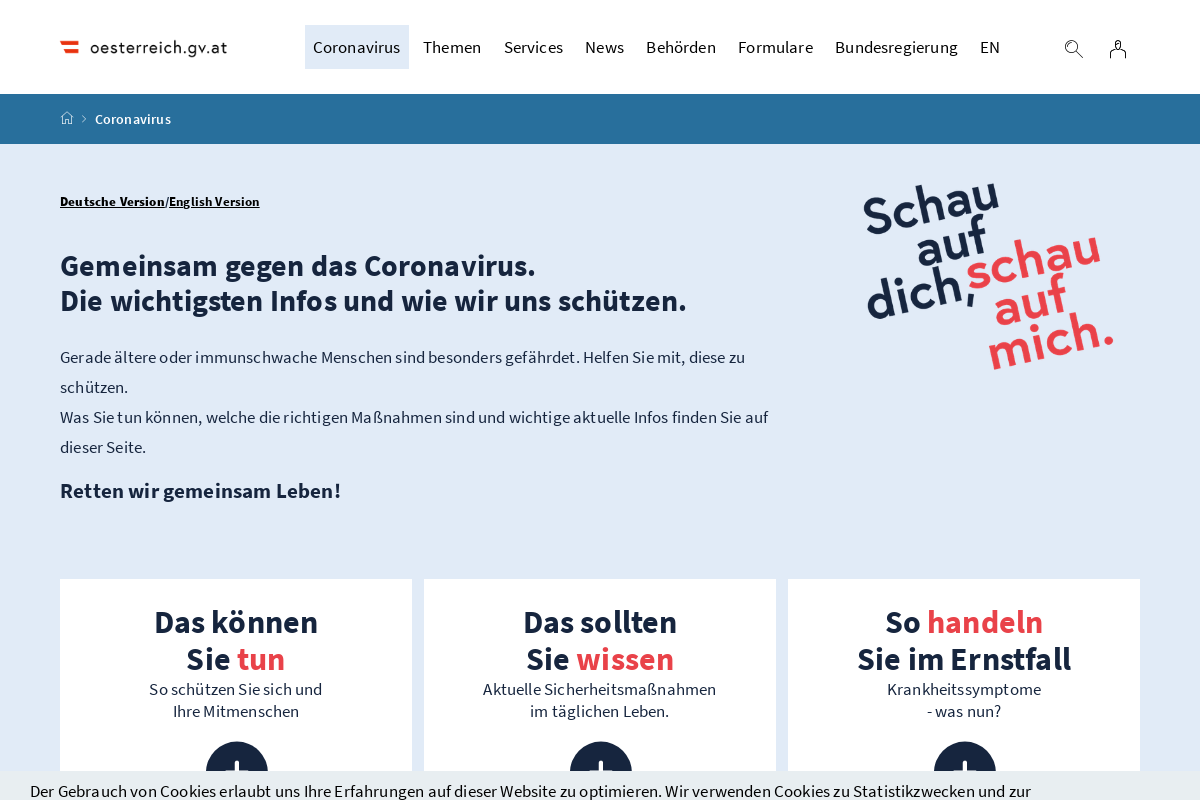 oesterreich.gv.at
Coronavirus Themen Services News Behörden Formulare Bundesregierung EN
Coronavirus
Deutsche Version/English Version
Schau
auf
dich,
schau
auf
mich.
Gemeinsam gegen das Coronavirus.
Die wichtigsten Infos und wie wir uns schützen.
Gerade ältere oder immunschwache Menschen sind besonders gefährdet. Helfen Sie mit, diese zu
schützen.
Was Sie tun können, welche die richtigen Maßnahmen sind und wichtige aktuelle Infos finden Sie auf
dieser Seite.
Retten wir gemeinsam Leben!
Das können
Sie tun
So schützen Sie sich und
Ihre Mitmenschen
Das sollten
Sie wissen
Aktuelle Sicherheitsmaßnahmen
im täglichen Leben.
So handeln
Sie im Ernstfall
Krankheitssymptome
- was nun?
Der Gebrauch von Cookies erlaubt uns Ihre Erfahrungen auf dieser Website zu optimieren. Wir verwenden Cookies zu Statistikzwecken und zur